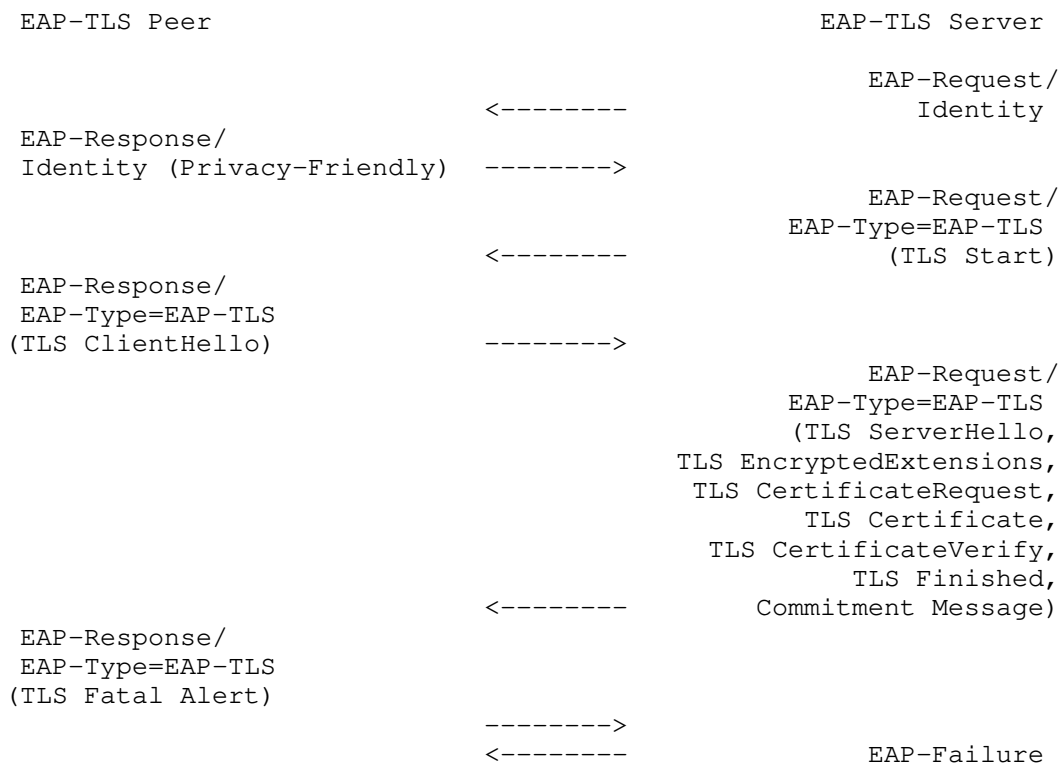 EAP-TLS Peer                                      EAP-TLS Server
EAP-Request/
<--------                Identity
EAP-Response/
Identity (Privacy-Friendly)  -------->
EAP-Request/
EAP-Type=EAP-TLS
<--------             (TLS Start)
EAP-Response/
EAP-Type=EAP-TLS
(TLS ClientHello)             -------->
EAP-Request/
EAP-Type=EAP-TLS
(TLS ServerHello,
TLS EncryptedExtensions,
TLS CertificateRequest,
TLS Certificate,
TLS CertificateVerify,
TLS Finished,
<--------       Commitment Message)
EAP-Response/
EAP-Type=EAP-TLS
(TLS Fatal Alert)
-------->
<--------             EAP-Failure